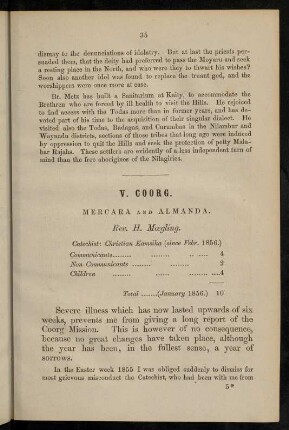 35
dismay to the denunciations of idolatry. But at last the priests per-
suaded them, that the deity had preferred to pass the Moyaru and seek
a resting place in the North, and who were they to thwart his wishes?
Soon also another idol was found to replace the truant god, and the
worshippers were once more at ease.
Br. Metz has built a Sanitarium at Kaity, to accommodate the
Brethren who are forced by ill health to visit the Hills. He rejoiced
to find access with the Todas more than in former years, and has de-
voted part of his time to the acquisition of their singular dialect. He
visited also the Todas, Badagas, and Curumbas in the Nilambur and
Wayandu districts, sections of those tribes that long ago were induced
by oppression to quit the Hills and seek the protection of petty Mala-
bar Rajahs. These settlers are evidently of a less independent turn of
mind than the free aborigines of the Nilagiries.
V. COORG.
MERCARA AND ALMANDA.
Rev. H. Mœgling.
Catechist: Christian Kamsika (since Febr. 1856.)
Communicants........ ........ .. ..... 4
Non Communicants ........... ......... 2
Children ........ ........ ........ ....4
Total ......(January 1856.) 10
Severe illness which has now lasted upwards of six
weeks, prevents me from giving a long report of the
Coorg Mission. This is however of no consequence,
because no great changes have taken place, although
the year has been, in the fullest sense, a year of
sorrows.
In the Easter week 1855 I was obliged suddenly to dismiss for
most grievous misconduct the Catechist, who had been with me from
5*